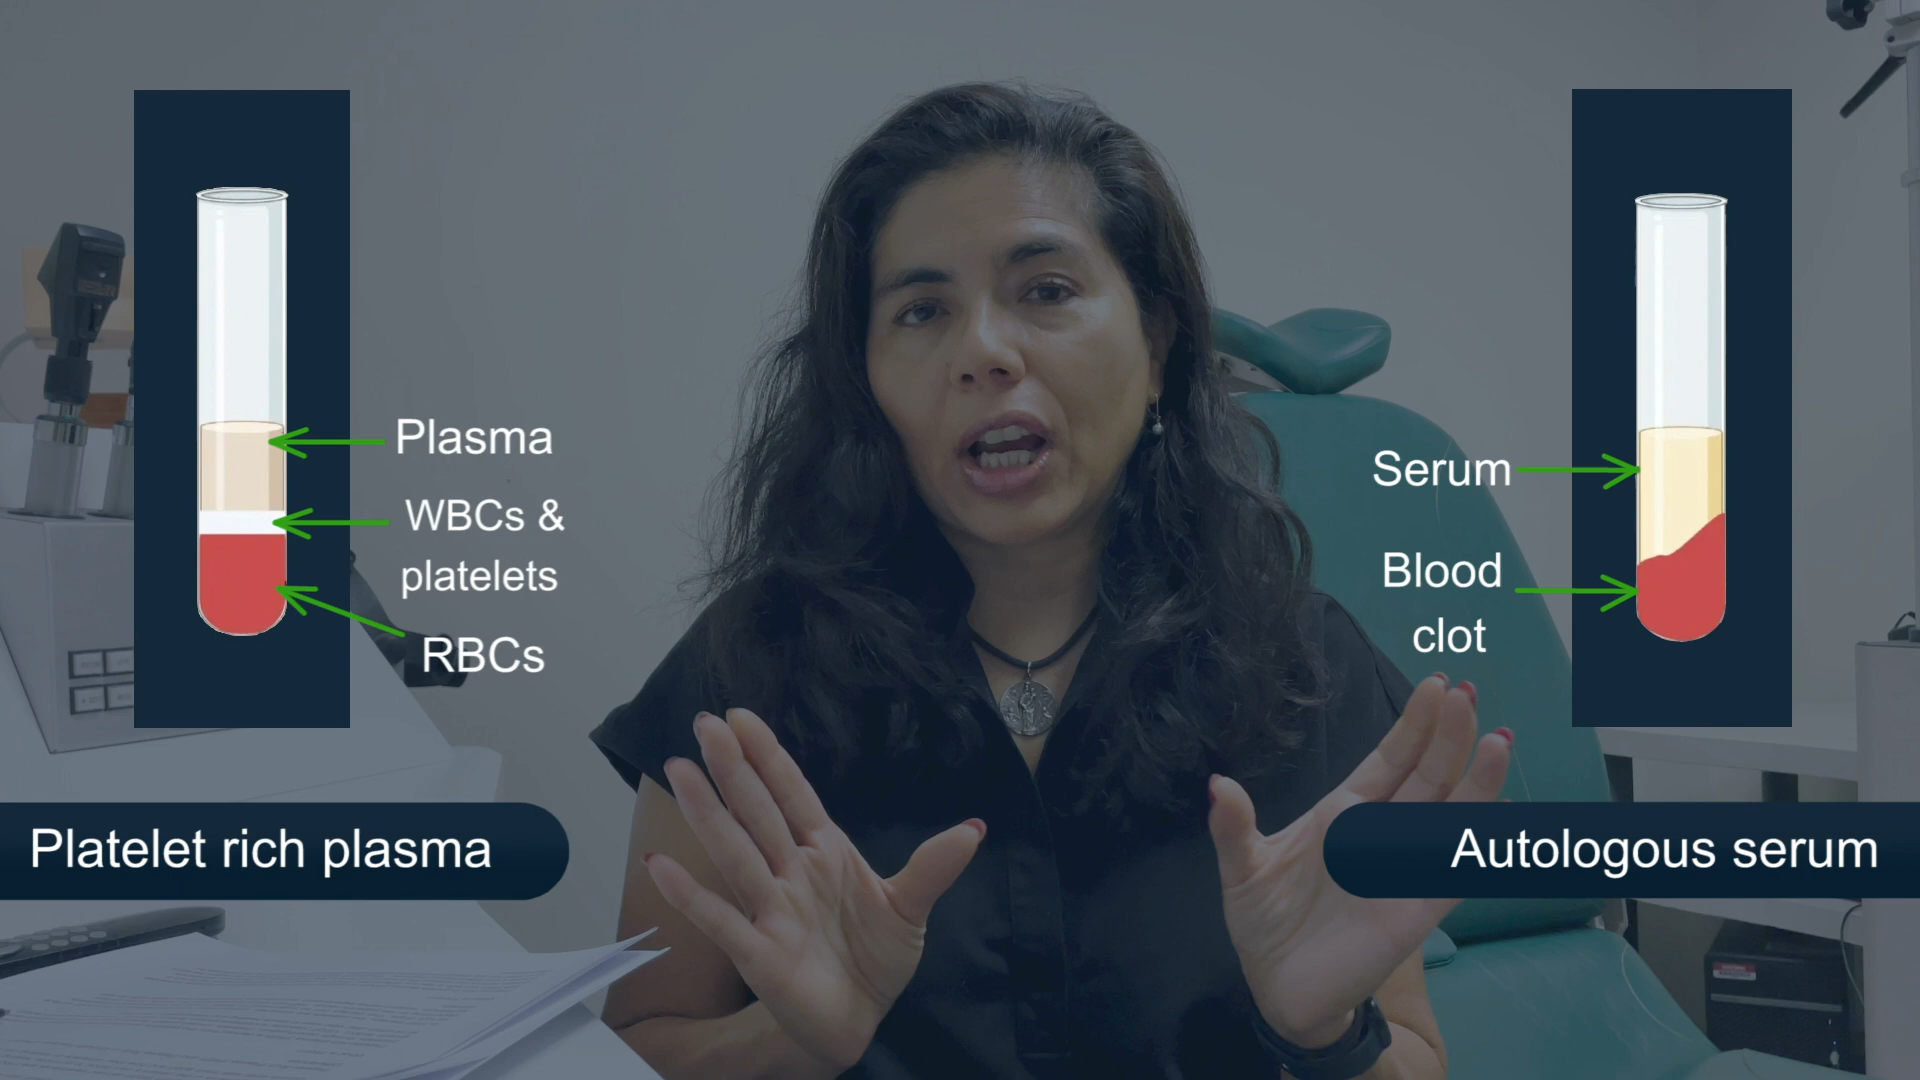 Plasma
WBCs &
platelets
RBCs
Platelet rich plasma
Serum
Blood
clot
Autologous serum